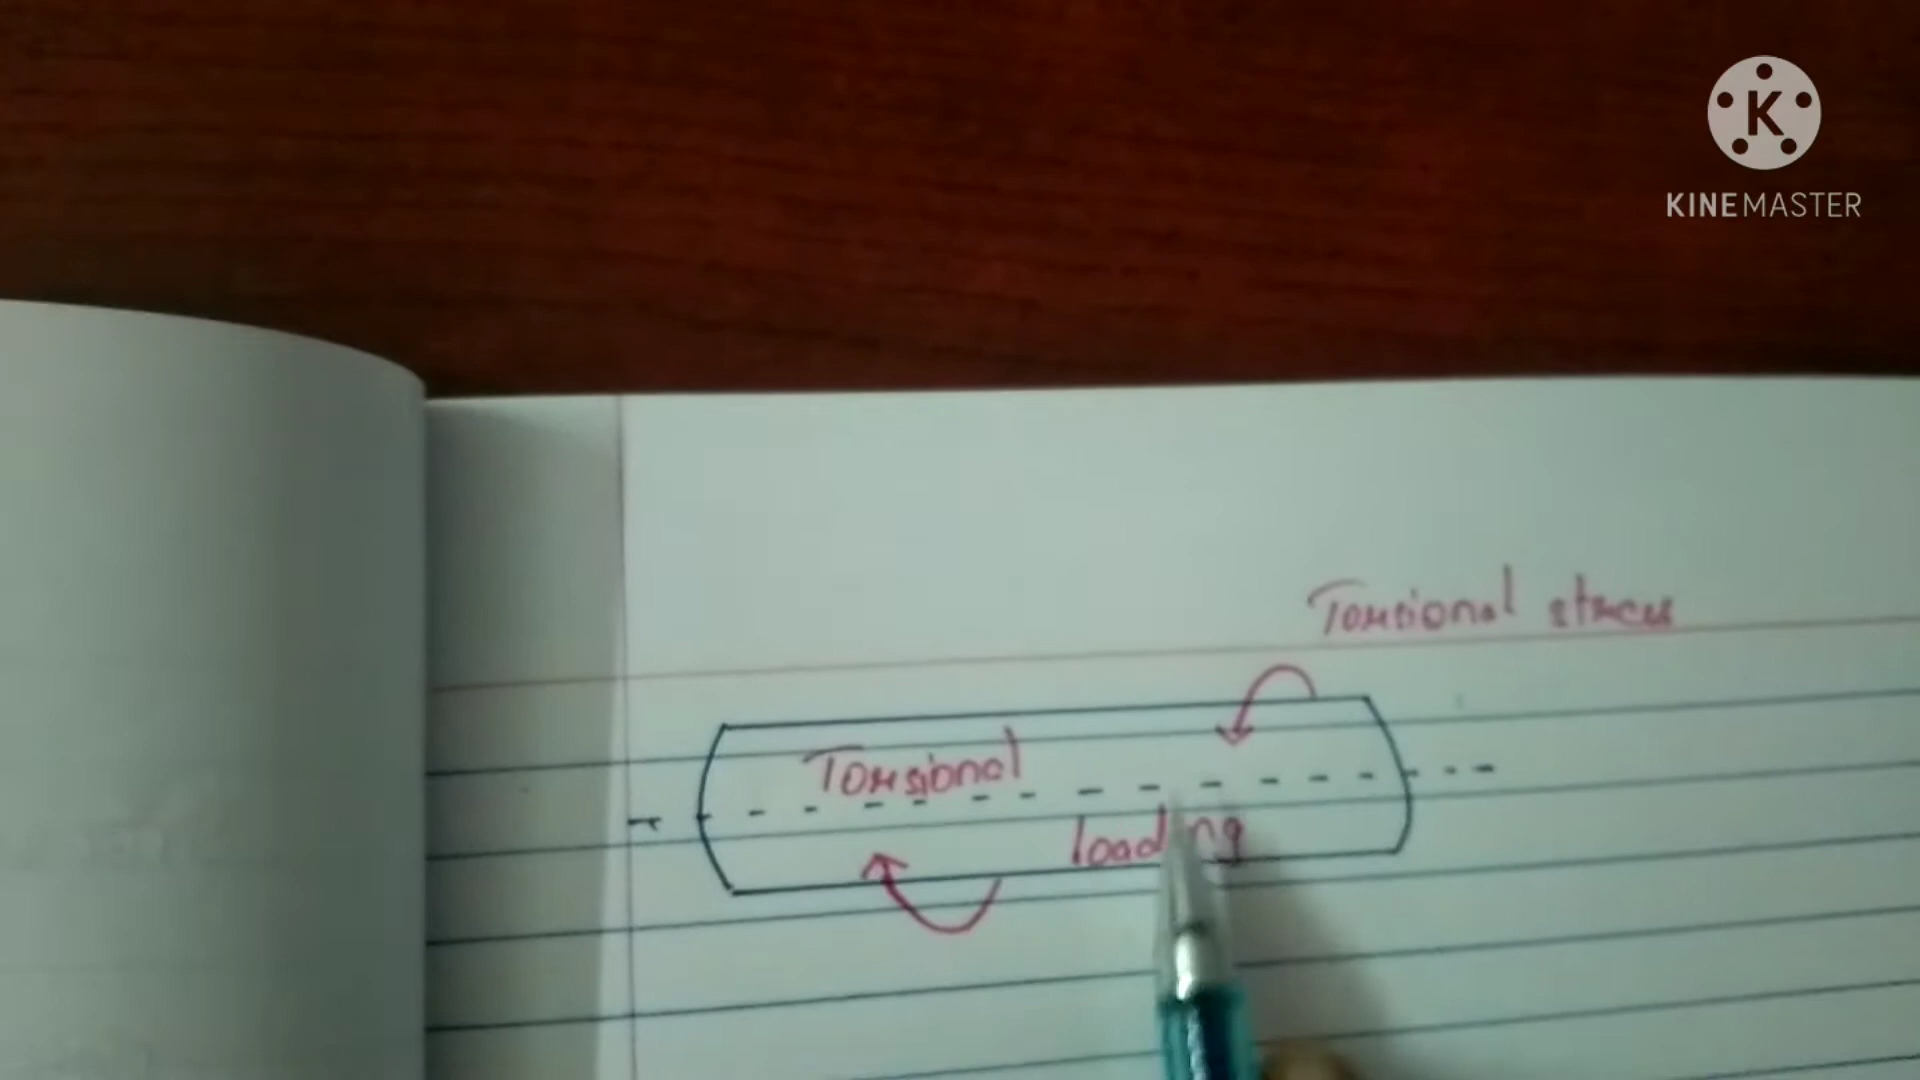 K
KINEMASTER
Torsional stress
Torsional
loading